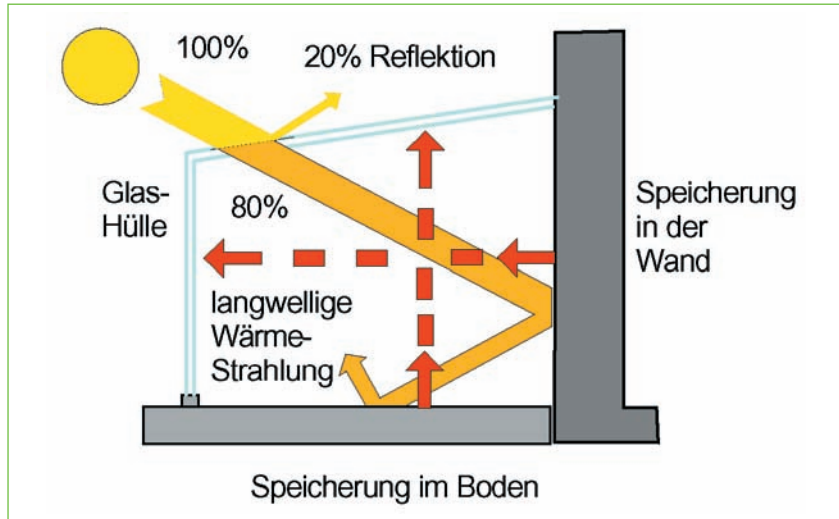 100%
20% Reflektion
Glas-
Hülle
80%
Speicherung
in der
Wand
langwellige
Wärme-
Strahlung
Speicherung im Boden